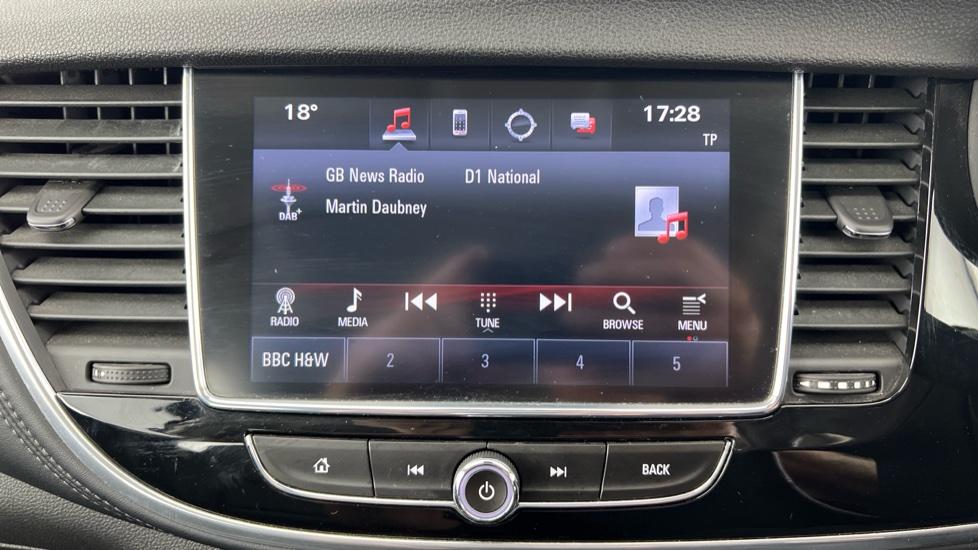 18° 17:28
TP
GB News Radio D1 National
DAB+
Martin Daubney
RADIO MEDIA TUNE BROWSE MENU
BBC H&W 2 3 4 5
BACK